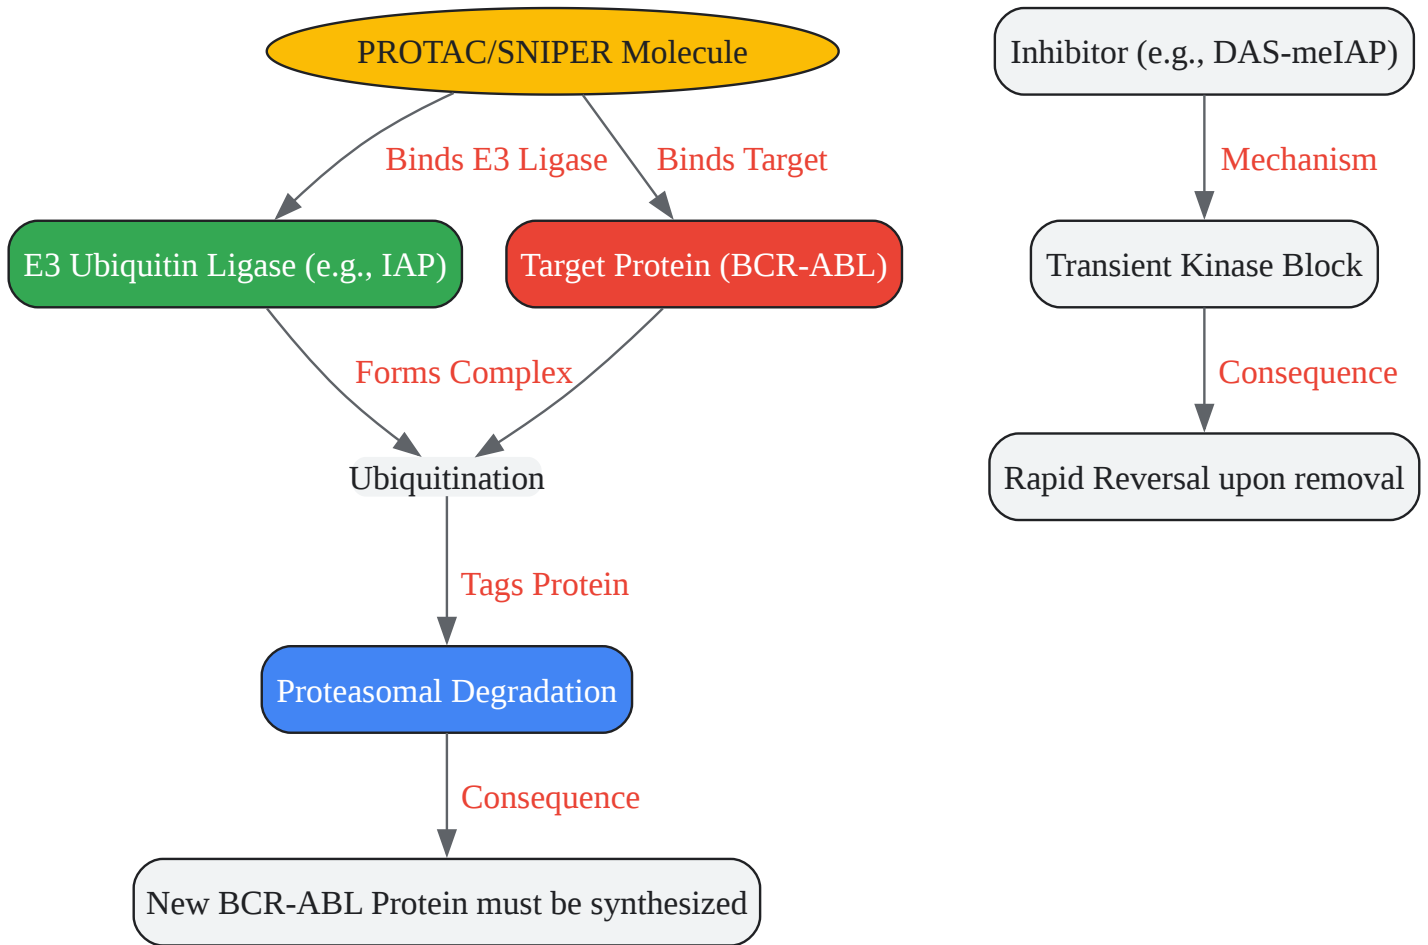 PROTAC/SNIPER Molecule
Inhibitor (e.g., DAS-meIAP)
Binds E3 Ligase
Binds Target
Mechanism
E3 Ubiquitin Ligase (e.g., IAP)
Target Protein (BCR-ABL)
Transient Kinase Block
Forms Complex
Consequence
Ubiquitination
Rapid Reversal upon removal
Tags Protein
Proteasomal Degradation
Consequence
New BCR-ABL Protein must be synthesized